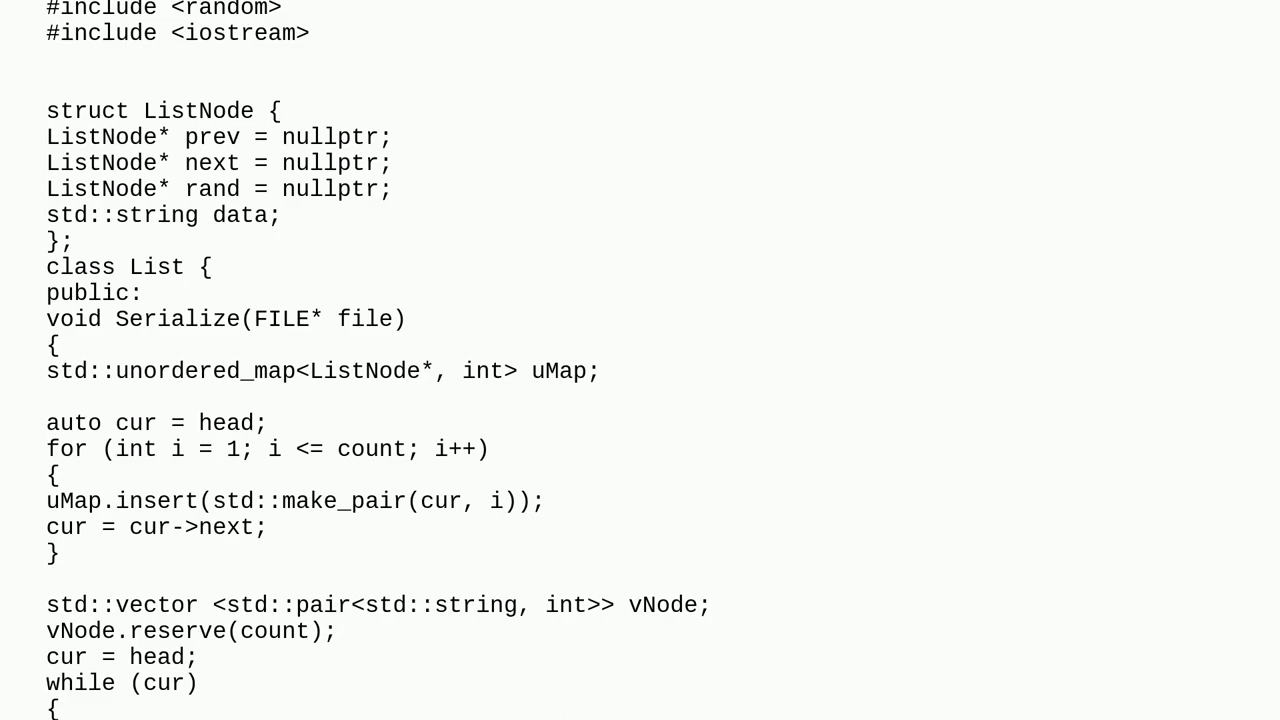 #include <random>
#include <iostream>
struct ListNode {
ListNode* prev = nullptr;
ListNode* next = nullptr;
ListNode* rand = nullptr;
std::string data;
};
class List {
public:
void Serialize(FILE* file)
{
std::unordered_map<ListNode*, int> uMap;
auto cur = head;
for (int i = 1; i <= count; i++)
{
uMap.insert(std::make_pair(cur, i));
cur = cur->next;
}
std::vector <std::pair<std::string, int>> vNode;
vNode.reserve(count);
cur = head;
while (cur)
{